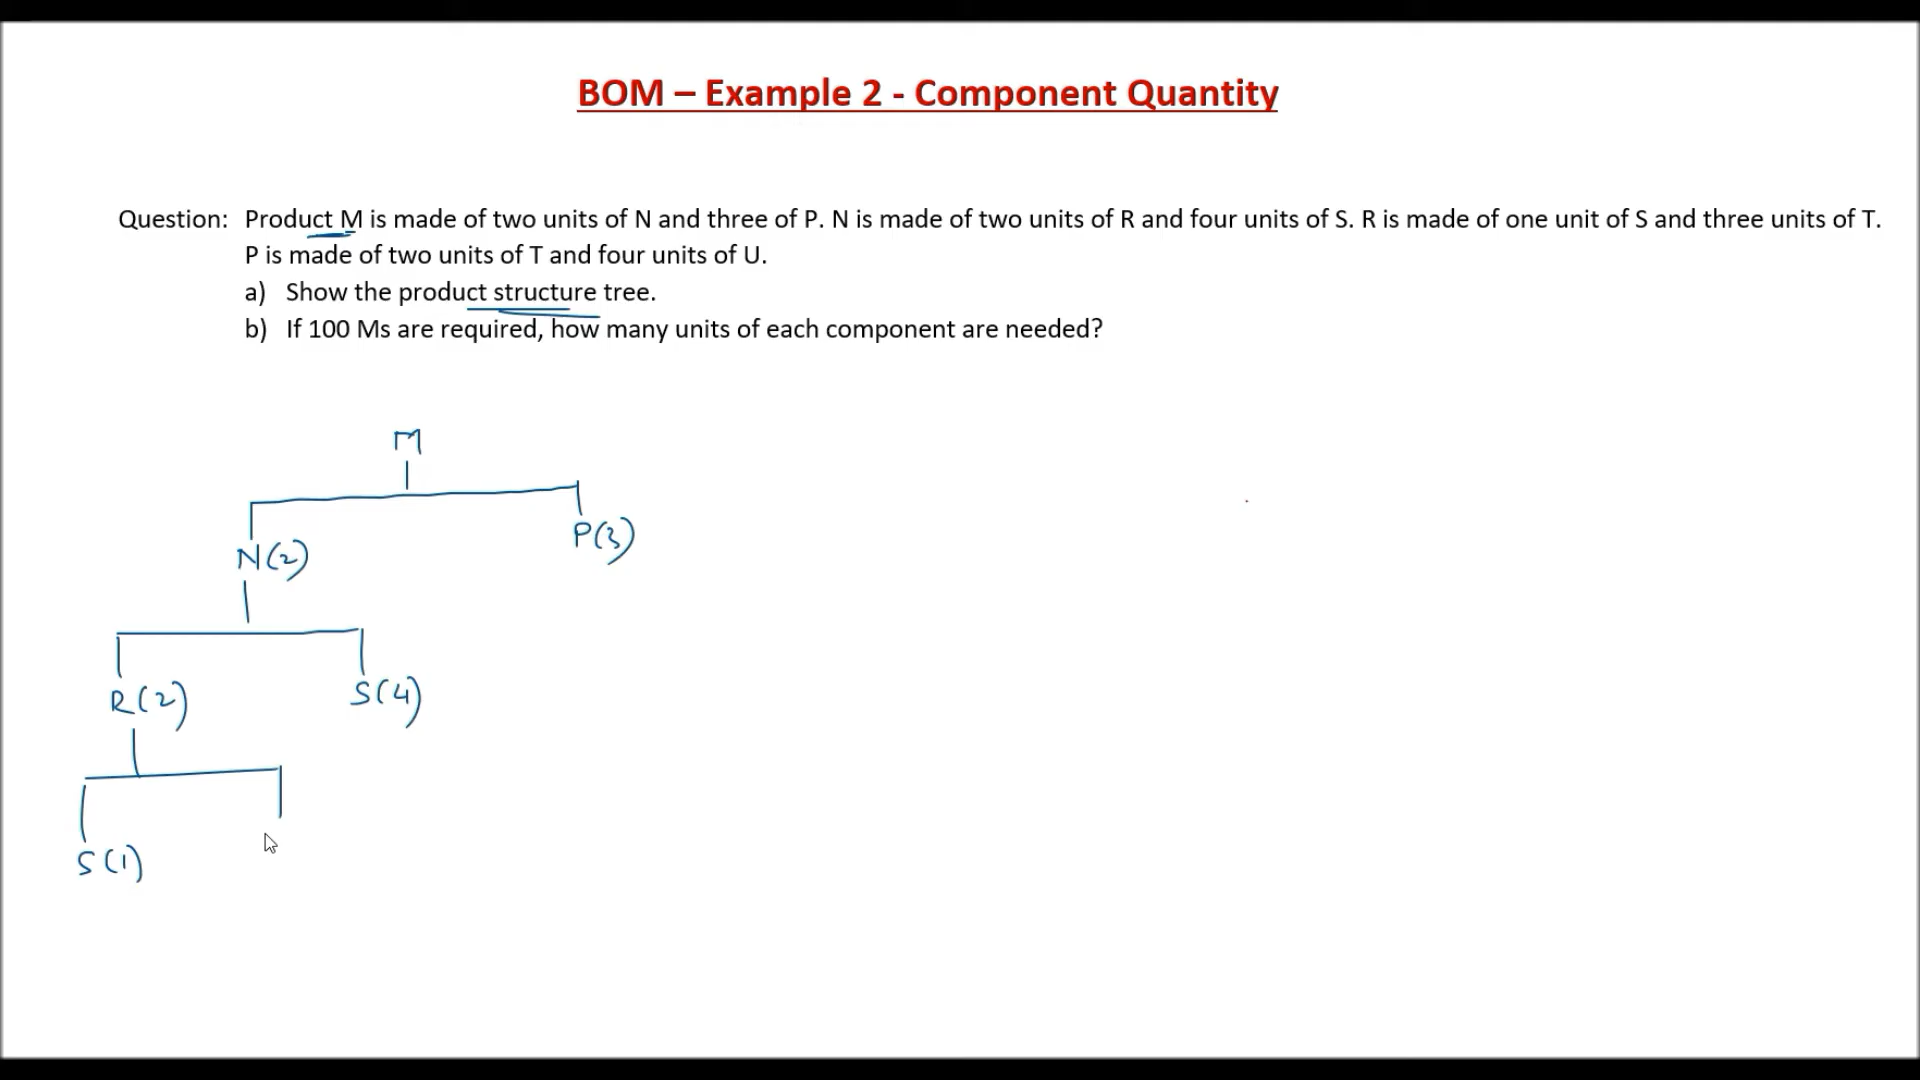 BOM – Example 2 - Component Quantity
Question: Product M is made of two units of N and three of P. N is made of two units of R and four units of S. R is made of one unit of S and three units of T.
P is made of two units of T and four units of U.
a) Show the product structure tree.
b) If 100 Ms are required, how many units of each component are needed?
M
N(2) P(3)
R(2) S(4)
S(1)